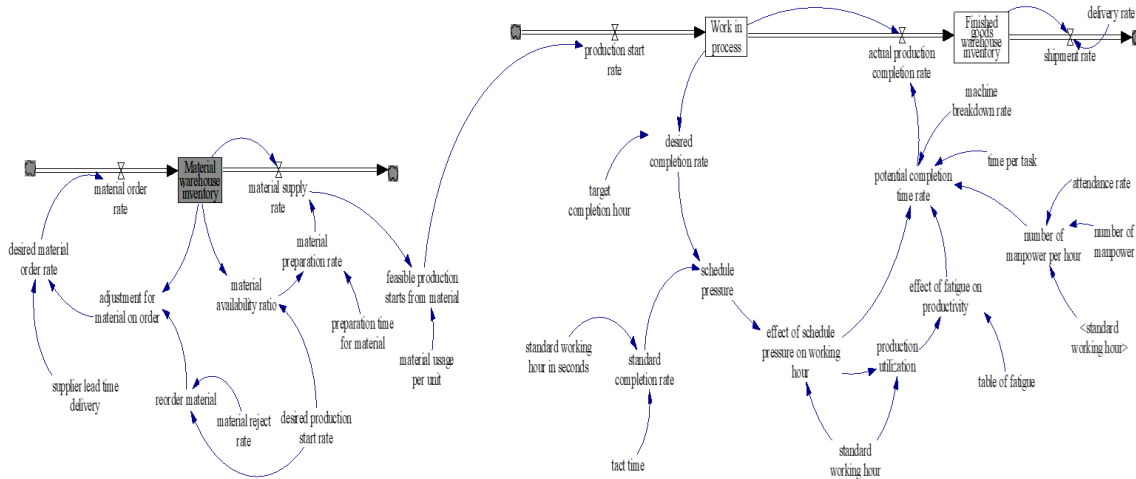 Work in
process
Finished
goods
warehouse
inventory
delivery rate
production start
rate
actual production
completion rate
shipment rate
machine
breakdown rate
desired
completion rate
time per task
Material
warehouse
inventory
material order
rate
material supply
rate
target
completion hour
potential completion
time rate
attendance rate
desired material
order rate
material
preparation rate
number of
manpower per hour
number of
manpower
adjustment for
material on order
material
availability ratio
feasible production
starts from material
schedule
pressure
effect of fatigue on
productivity
preparation time
for material
standard working
hour in seconds
standard
completion rate
effect of schedule
pressure on working
hour
production
utilization
<standard
working hour>
supplier lead time
delivery
material usage
per unit
table of fatigue
reorder material
material reject
rate
desired production
start rate
tact time
standard
working hour